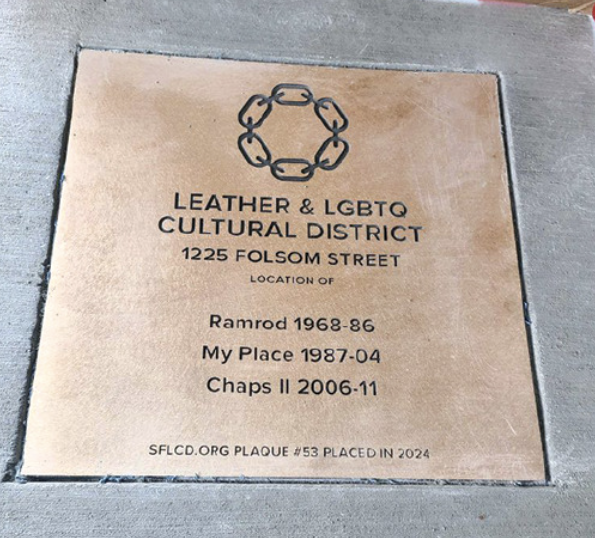 LEATHER & LGBTQ
CULTURAL DISTRICT
1225 FOLSOM STREET
LOCATION OF
Ramrod 1968-86
My Place 1987-04
Chaps II 2006-11
SFLCD.ORG PLAQUE #53 PLACED IN 2024